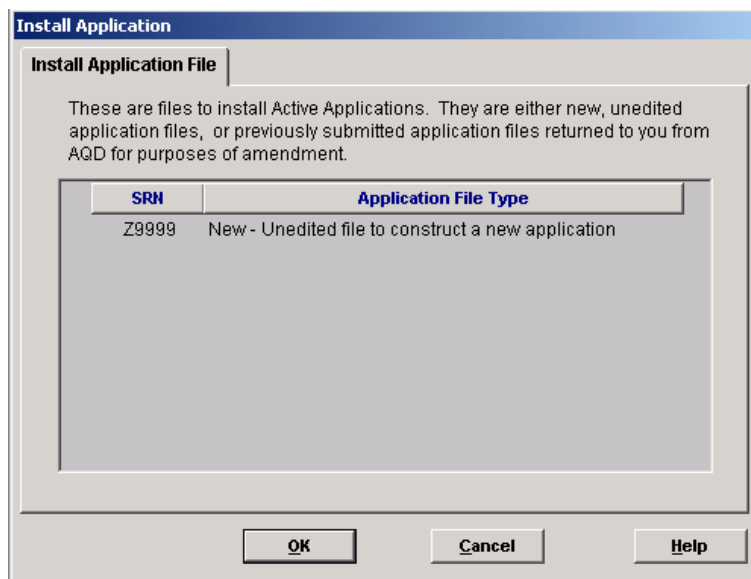 Install Application
Install Application File
These are files to install Active Applications.  They are either new, unedited
application files,  or previously submitted application files returned to you from
AQD for purposes of amendment.
SRN Application File Type
Z9999 New - Unedited file to construct a new application
OK Cancel Help